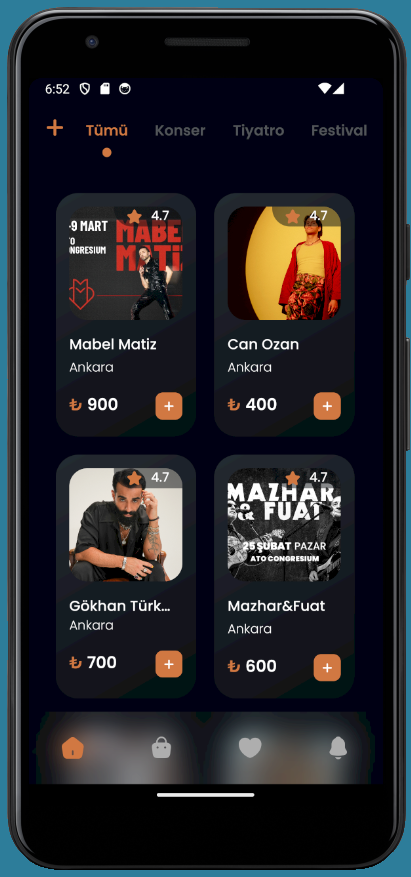 6:52
Tümü Konser Tiyatro Festival
4.7
9 MART
NGRESIUM
MABE
MATI
Mabel Matiz
Ankara
₺ 900
+
4.7
Can Ozan
Ankara
₺ 400
+
4.7
Gökhan Türk...
Ankara
₺ 700
+
4.7
MAZHAR
& FUAT
25 ŞUBAT PAZAR
ATO CONGRESIUM
Mazhar&Fuat
Ankara
₺ 600
+